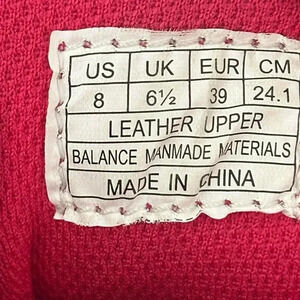 US UK EUR CM
8 6½ 39 24.1
LEATHER UPPER
BALANCE MANMADE MATERIALS
MADE IN CHINA